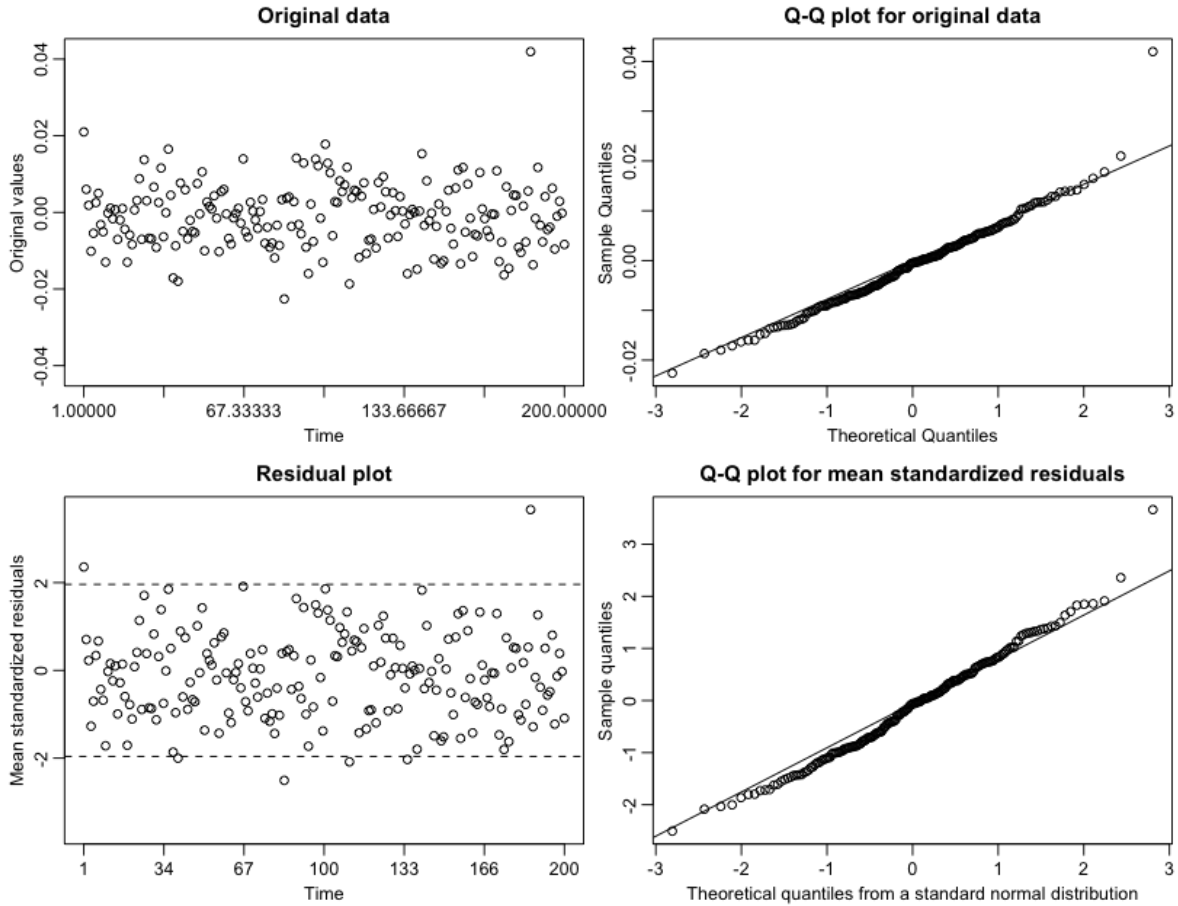 Original data
Original values
0.04
0.02
0.00
-0.02
-0.04
1.00000 67.33333 133.66667 200.00000
Time
Q-Q plot for original data
Sample Quantiles
0.04
0.02
0.00
-0.02
-3 -2 -1 0 1 2 3
Theoretical Quantiles
Residual plot
Mean standardized residuals
2
0
-2
1 34 67 100 133 166 200
Time
Q-Q plot for mean standardized residuals
Sample quantiles
3
2
1
0
-1
-2
-3 -2 -1 0 1 2 3
Theoretical quantiles from a standard normal distribution